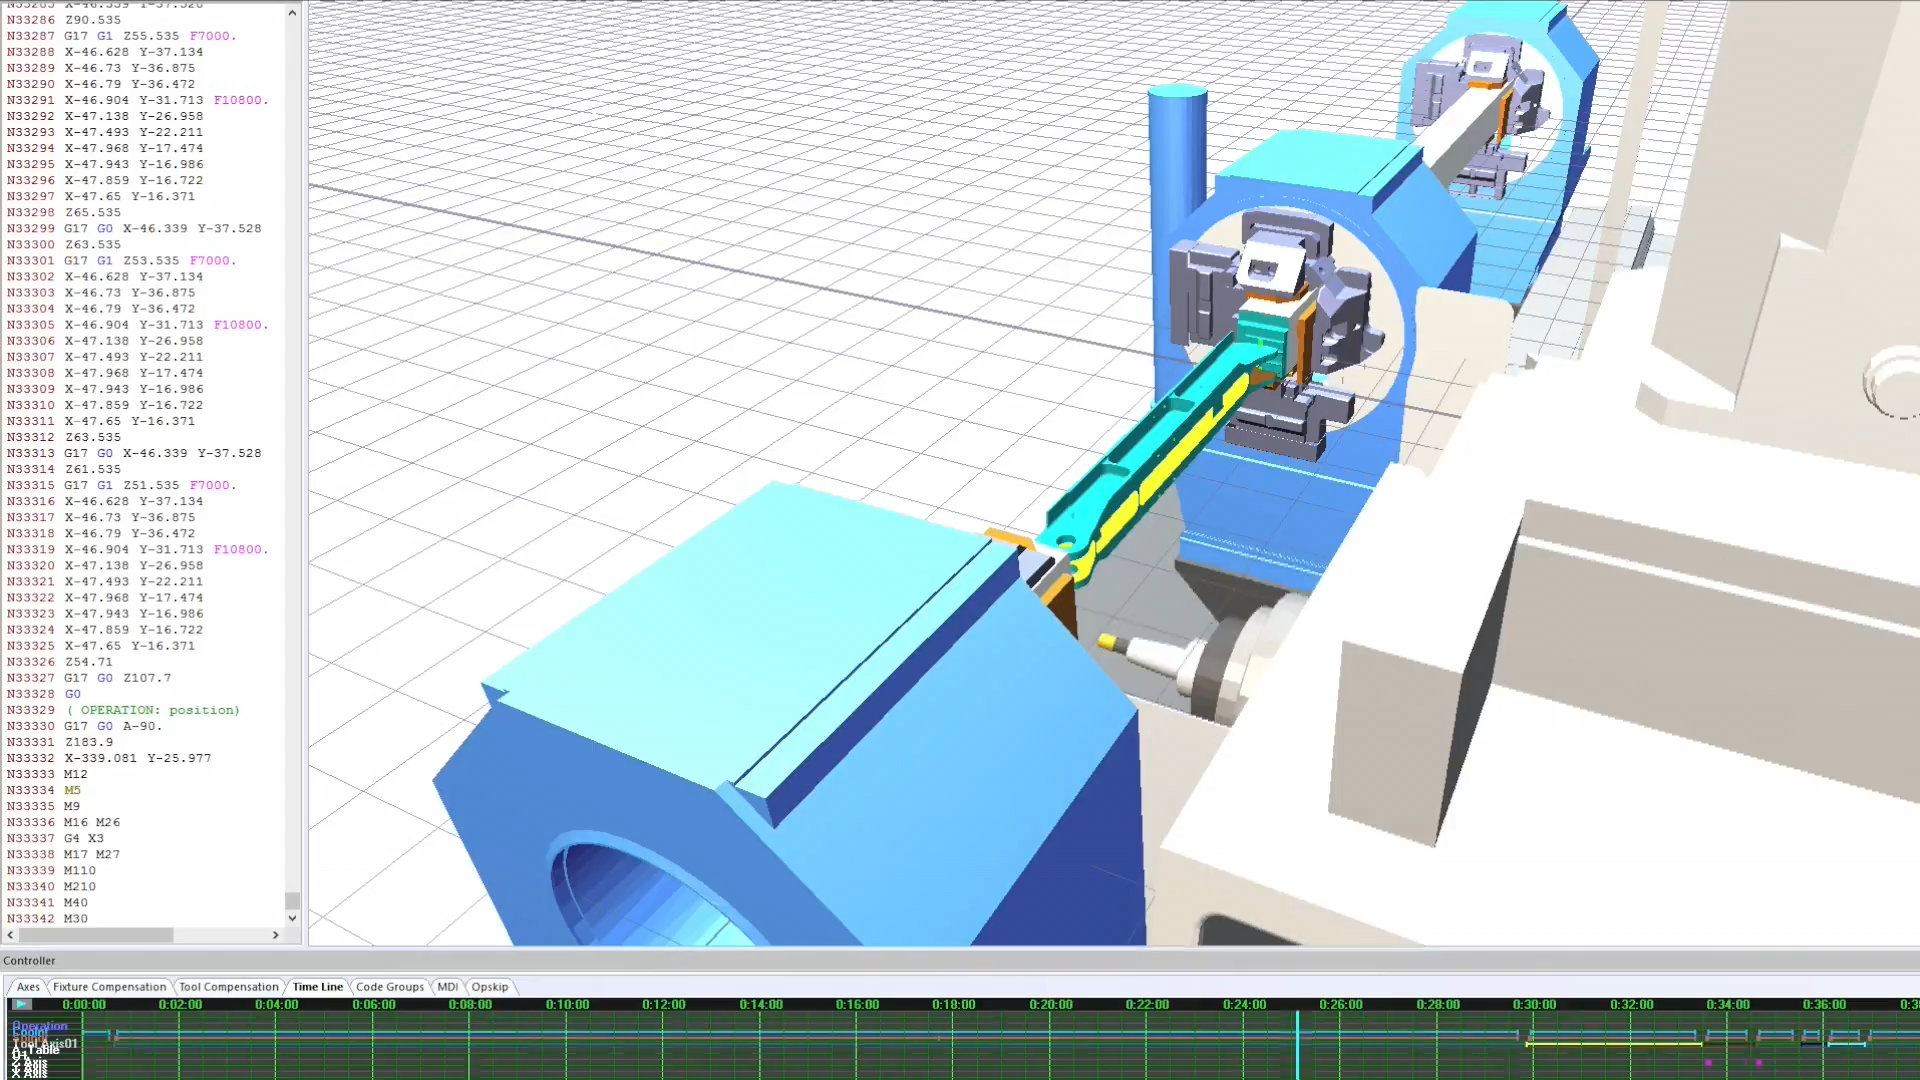 N33285 X-46.339 Y-37.528
N33286 Z90.535
N33287 G17 G1 Z55.535 F7000.
N33288 X-46.628 Y-37.134
N33289 X-46.73 Y-36.875
N33290 X-46.79 Y-36.472
N33291 X-46.904 Y-31.713 F10800.
N33292 X-47.138 Y-26.958
N33293 X-47.493 Y-22.211
N33294 X-47.968 Y-17.474
N33295 X-47.943 Y-16.986
N33296 X-47.859 Y-16.722
N33297 X-47.65 Y-16.371
N33298 Z65.535
N33299 G17 G0 X-46.339 Y-37.528
N33300 Z63.535
N33301 G17 G1 Z53.535 F7000.
N33302 X-46.628 Y-37.134
N33303 X-46.73 Y-36.875
N33304 X-46.79 Y-36.472
N33305 X-46.904 Y-31.713 F10800.
N33306 X-47.138 Y-26.958
N33307 X-47.493 Y-22.211
N33308 X-47.968 Y-17.474
N33309 X-47.943 Y-16.986
N33310 X-47.859 Y-16.722
N33311 X-47.65 Y-16.371
N33312 Z63.535
N33313 G17 G0 X-46.339 Y-37.528
N33314 Z61.535
N33315 G17 G1 Z51.535 F7000.
N33316 X-46.628 Y-37.134
N33317 X-46.73 Y-36.875
N33318 X-46.79 Y-36.472
N33319 X-46.904 Y-31.713 F10800.
N33320 X-47.138 Y-26.958
N33321 X-47.493 Y-22.211
N33322 X-47.968 Y-17.474
N33323 X-47.943 Y-16.986
N33324 X-47.859 Y-16.722
N33325 X-47.65 Y-16.371
N33326 Z54.71
N33327 G17 G0 Z107.7
N33328 G0
N33329 ( OPERATION: position)
N33330 G17 G0 A-90.
N33331 Z183.9
N33332 X-339.081 Y-25.977
N33333 M12
N33334 M5
N33335 M9
N33336 M16 M26
N33337 G4 X3
N33338 M17 M27
N33339 M110
N33340 M210
N33341 M40
N33342 M30
Controller
Axes Fixture Compensation Tool Compensation Time Line Code Groups MDI Opskip
0:00:00 0:02:00 0:04:00 0:06:00 0:08:00 0:10:00 0:12:00 0:14:00 0:16:00 0:18:00 0:20:00 0:22:00 0:24:00 0:26:00 0:28:00 0:30:00 0:32:00 0:34:00 0:36:00
Operation
Z Axis
X Axis